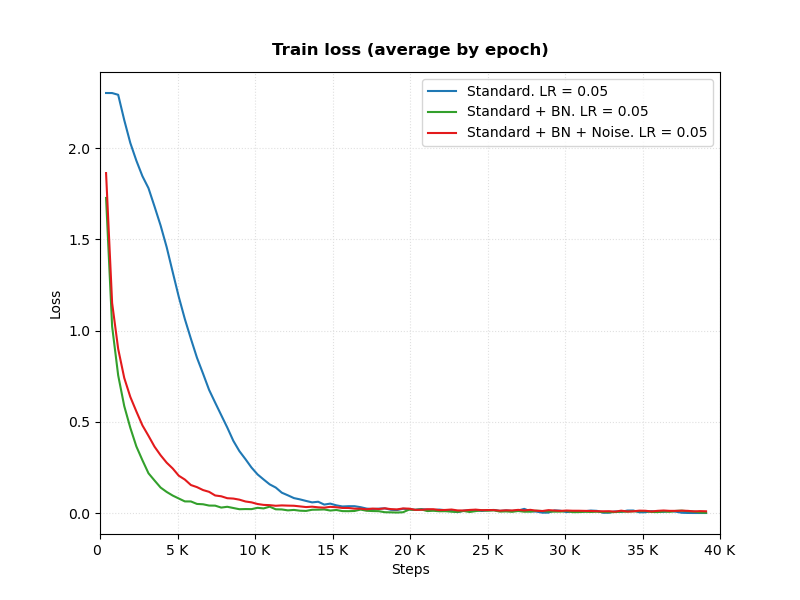 Train loss (average by epoch)
Standard. LR = 0.05
Standard + BN. LR = 0.05
Standard + BN + Noise. LR = 0.05
2.0
1.5
1.0
0.5
0.0
Loss
0
5 K
10 K
15 K
20 K
25 K
30 K
35 K
40 K
Steps